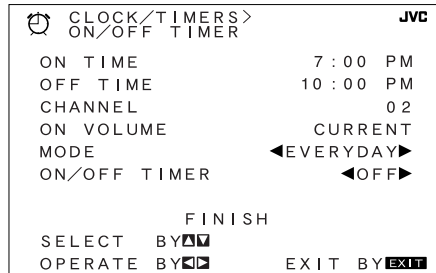 CLOCK/TIMERS> JVC
ON/OFF TIMER
ON TIME 7:00 PM
OFF TIME 10:00 PM
CHANNEL 02
ON VOLUME CURRENT
MODE ◀EVERYDAY▶
ON/OFF TIMER ◀OFF▶
FINISH
SELECT BY▲▼
OPERATE BY◀▶ EXIT BY EXIT